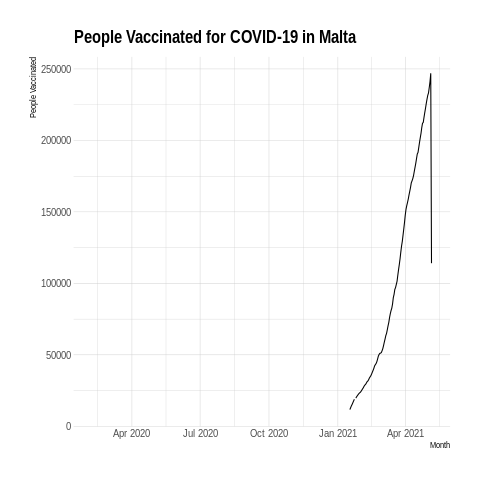 People Vaccinated for COVID-19 in Malta
People Vaccinated
250000
200000
150000
100000
50000
0
Apr 2020 Jul 2020 Oct 2020 Jan 2021 Apr 2021
Month